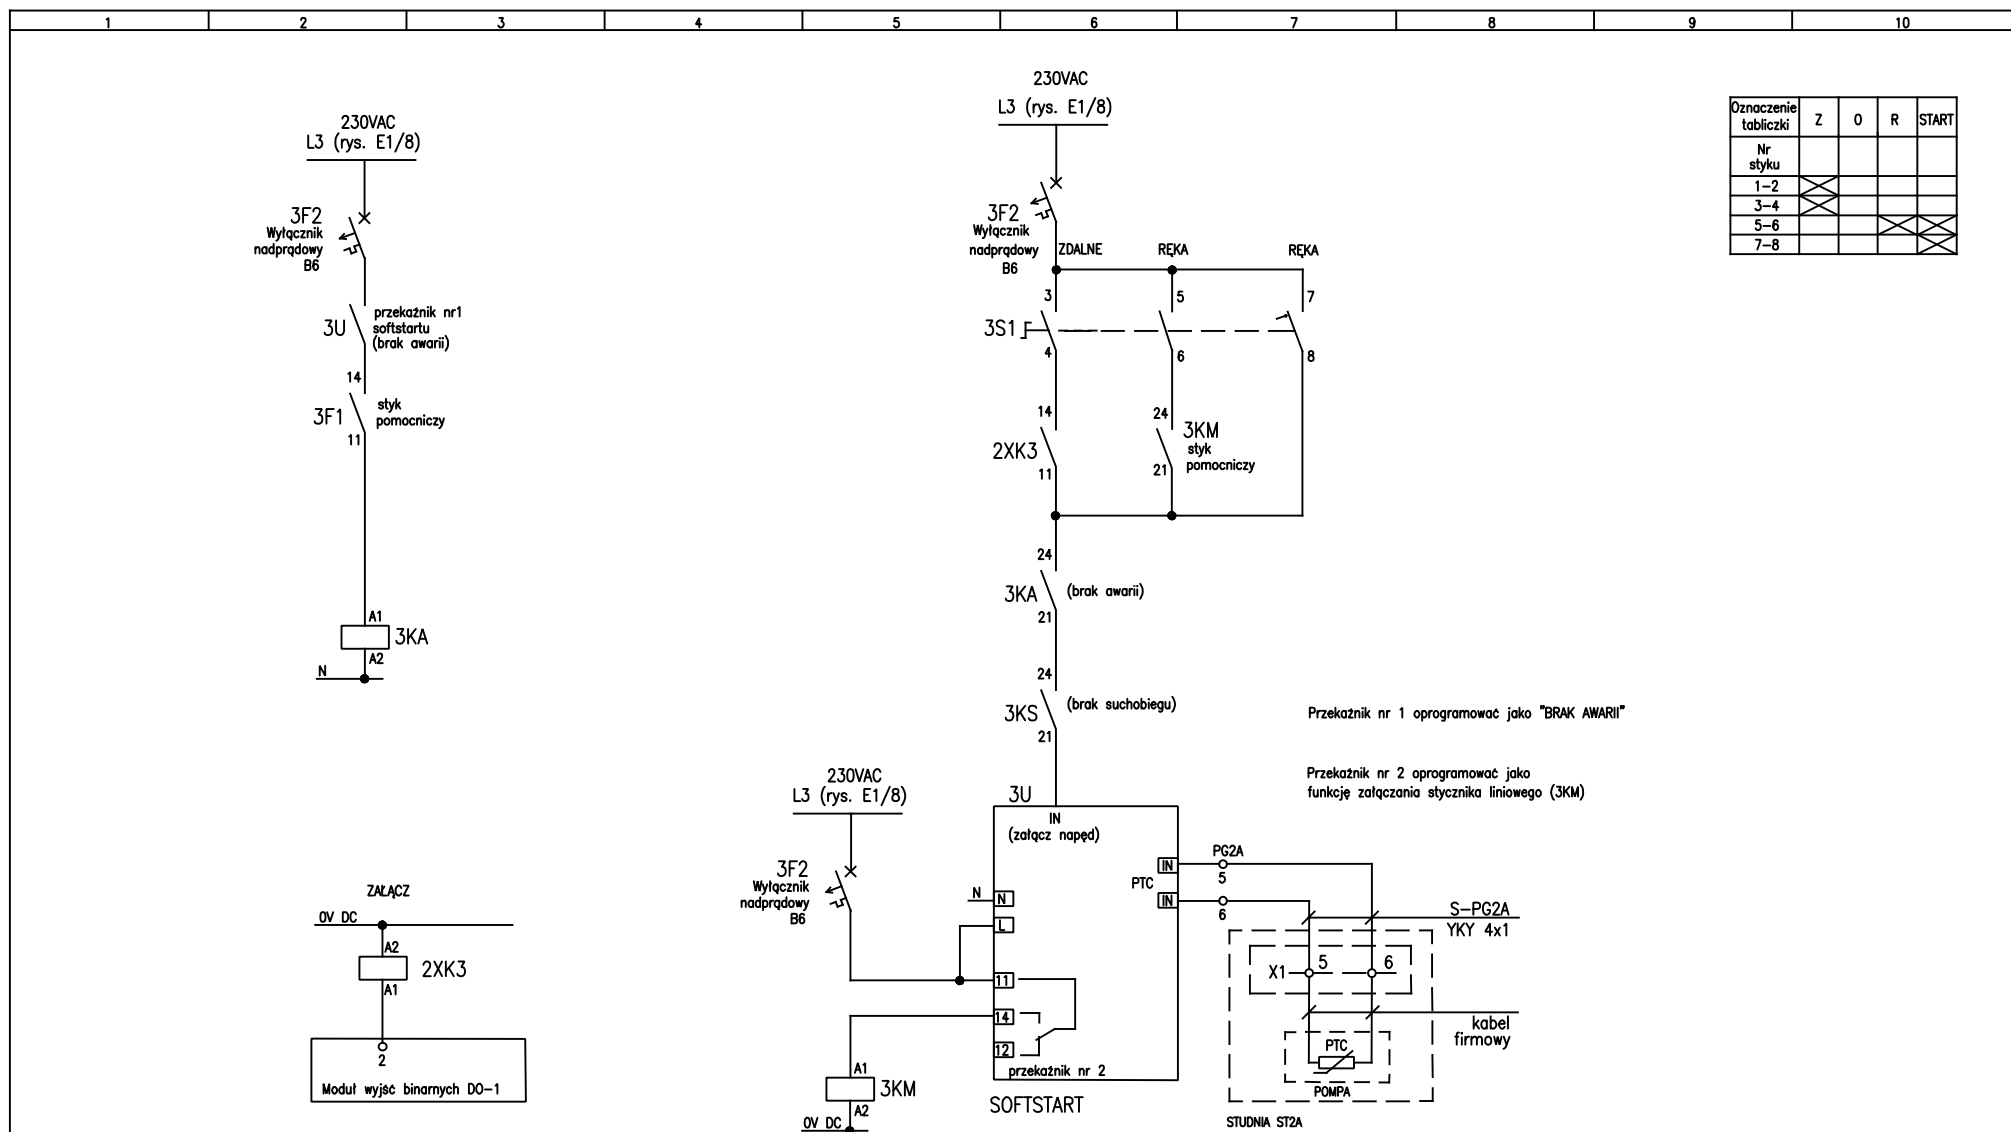 1 2 3 4 5 6 7 8 9 10
230VAC
L3 (rys. E1/8)
3F2
Wyłącznik
nadprądowy
B6
3U
przekaźnik nr1
softstartu
(brak awarii)
14
3F1
styk
pomocniczy
11
A1
3KA
A2
N
ZAŁĄCZ
0V DC
A2
2XK3
A1
2
Moduł wyjść binarnych DO-1
230VAC
L3 (rys. E1/8)
3F2
Wyłącznik
nadprądowy
B6
ZDALNE
RĘKA
RĘKA
3
5
7
3S1
4
6
8
14
24
2XK3
3KM
styk
pomocniczy
11
21
24
3KA
(brak awarii)
21
24
3KS
(brak suchobiegu)
21
230VAC
L3 (rys. E1/8)
3F2
Wyłącznik
nadprądowy
B6
3U
IN
(załącz napęd)
N
N
L
11
14
12
przekaźnik nr 2
SOFTSTART
A1
3KM
A2
0V DC
IN
PTC
IN
PG2A
5
6
S-PG2A
YKY 4x1
X1
5
6
kabel
firmowy
PTC
POMPA
STUDNIA ST2A
Przekaźnik nr 1 oprogramować jako "BRAK AWARII"
Przekaźnik nr 2 oprogramować jako
funkcję załączania stycznika liniowego (3KM)
Oznaczenie
tabliczki
Z O R START
Nr
styku
1-2
3-4
5-6
7-8